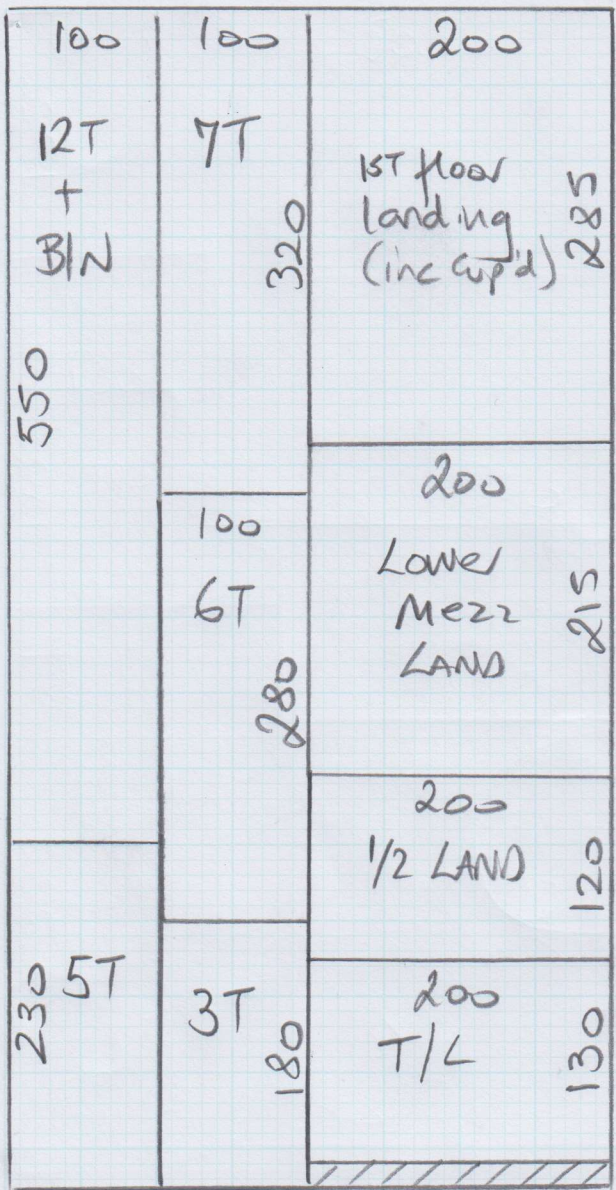 100
12T
+
BIN
550
230
5T
100
7T
320
100
6T
280
3T
180
200
1ST floor
landing
(inc cup'd)
285
200
Lower
Mezz
LAND
215
200
1/2 LAND
120
200
T/L
130